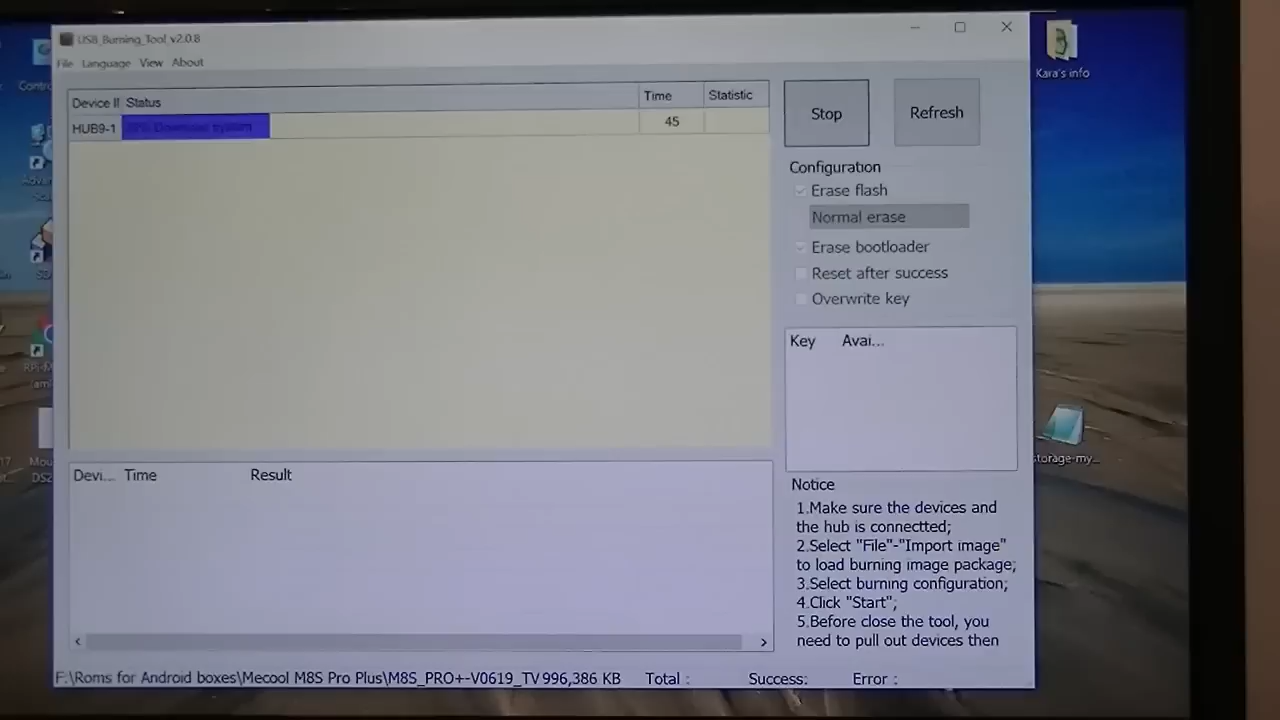 USB_Burning_Tool_v2.0.8
File Language View About
Device II Status Time Statistic
HUB9-1 Download system 45
Stop
Refresh
Configuration
Erase flash
Normal erase
Erase bootloader
Reset after success
Overwrite key
Key Avai...
Devi... Time Result
Notice
1.Make sure the devices and
the hub is connectted;
2.Select "File"-"Import image"
to load burning image package;
3.Select burning configuration;
4.Click "Start";
5.Before close the tool, you
need to pull out devices then
F:\Roms for Android boxes\Mecool M8S Pro Plus\M8S_PRO+-V0619_TV 996,386 KB Total : Success: Error :
Kara's info
storage-my...